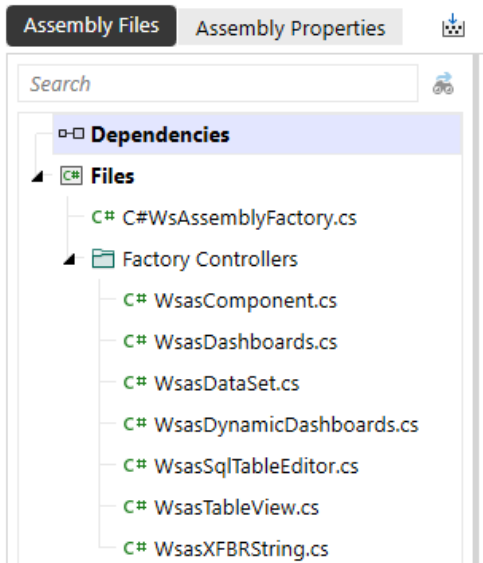 Assembly Files Assembly Properties
Search
Dependencies
C# Files
C# C#WsAssemblyFactory.cs
Factory Controllers
C# WsasComponent.cs
C# WsasDashboards.cs
C# WsasDataSet.cs
C# WsasDynamicDashboards.cs
C# WsasSqlTableEditor.cs
C# WsasTableView.cs
C# WsasXFBRString.cs